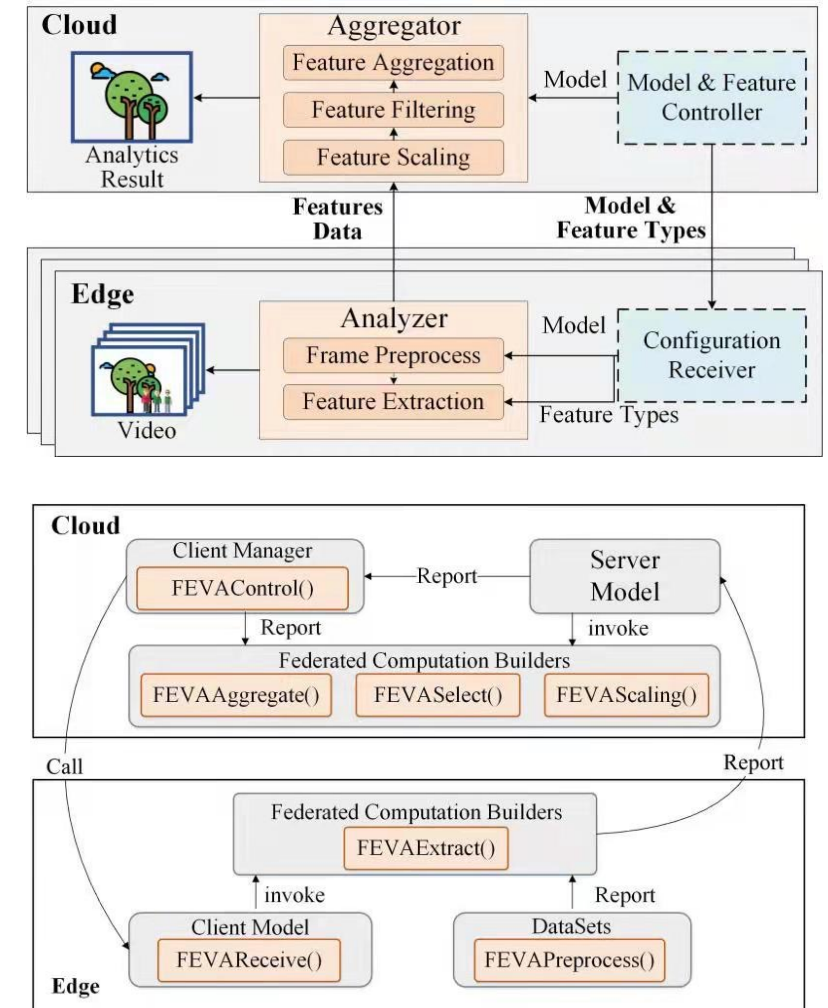 Cloud
Aggregator
Feature Aggregation
Feature Filtering
Feature Scaling
Model
Model & Feature
Controller
Analytics
Result
Features
Data
Model &
Feature Types
Edge
Analyzer
Frame Preprocess
Feature Extraction
Model
Feature Types
Configuration
Receiver
Video
Cloud
Client Manager
FEVAControl()
Report
Server
Model
Report
invoke
Federated Computation Builders
FEVAAggregate()
FEVASelect()
FEVAScaling()
Call
Report
Federated Computation Builders
FEVAExtract()
invoke
Report
Client Model
FEVAReceive()
DataSets
FEVAPreprocess()
Edge